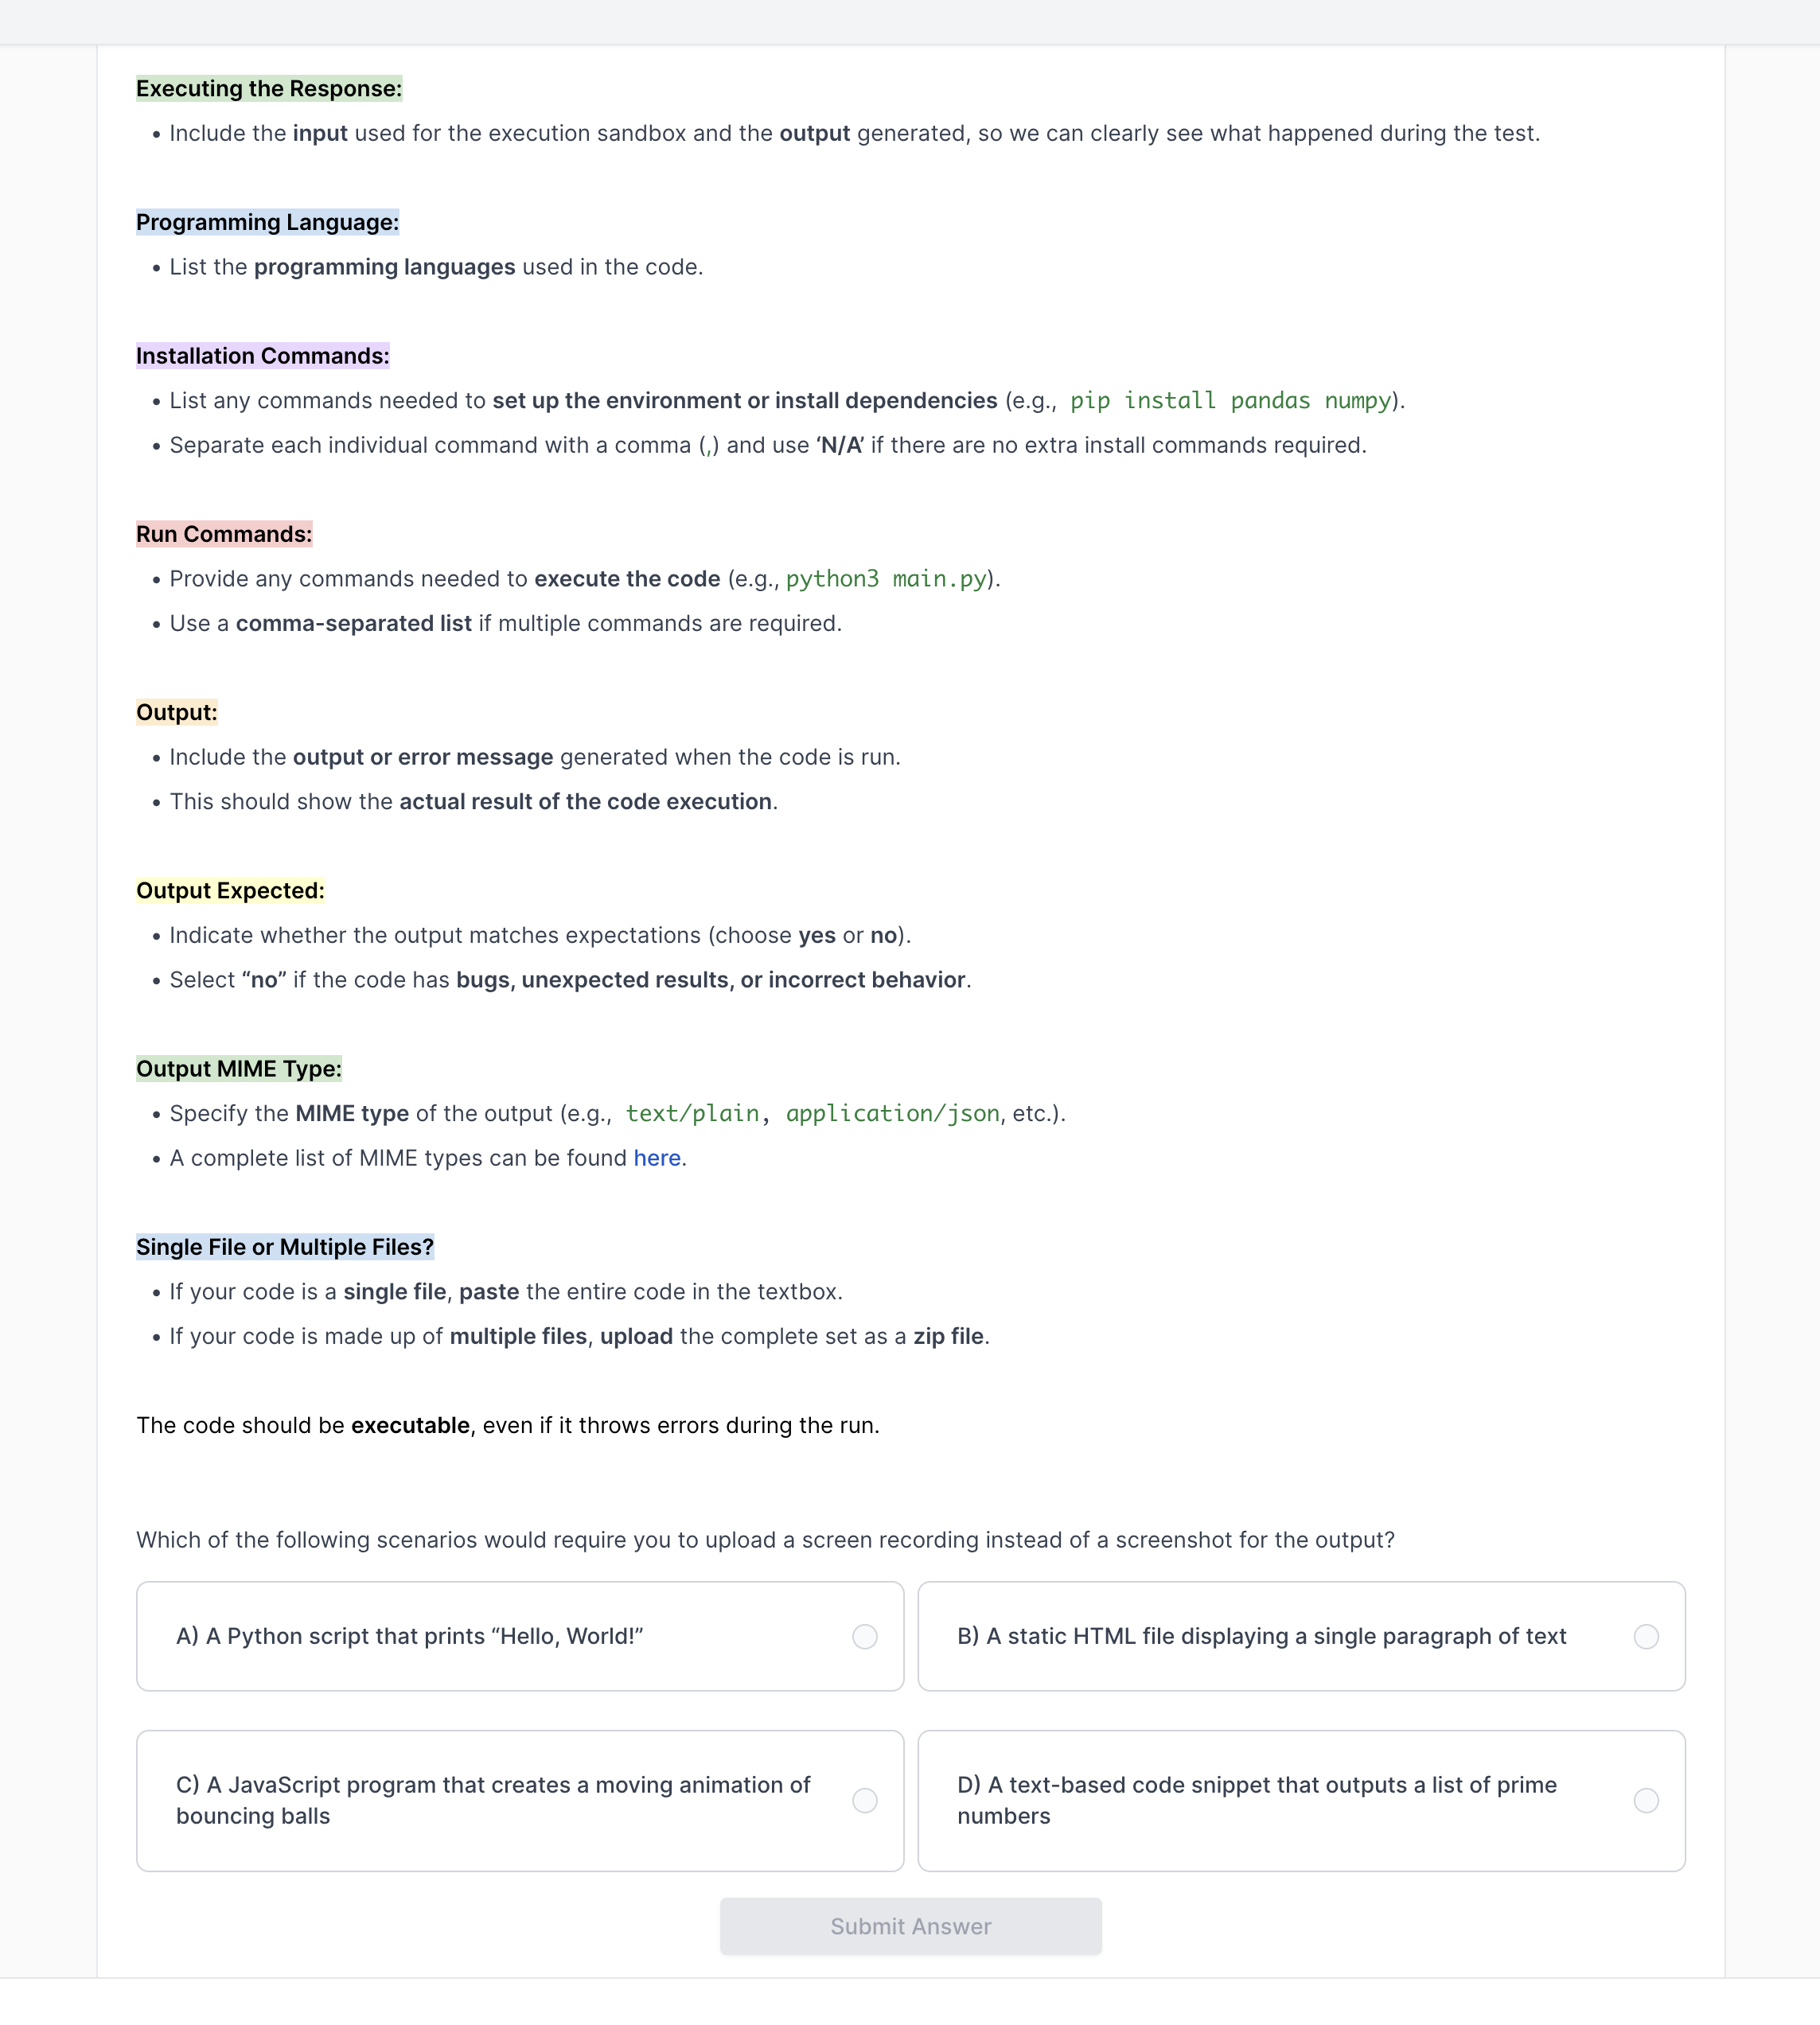 Executing the Response:
• Include the input used for the execution sandbox and the output generated, so we can clearly see what happened during the test.
Programming Language:
• List the programming languages used in the code.
Installation Commands:
• List any commands needed to set up the environment or install dependencies (e.g., pip install pandas numpy).
• Separate each individual command with a comma (,) and use ‘N/A’ if there are no extra install commands required.
Run Commands:
• Provide any commands needed to execute the code (e.g., python3 main.py).
• Use a comma-separated list if multiple commands are required.
Output:
• Include the output or error message generated when the code is run.
• This should show the actual result of the code execution.
Output Expected:
• Indicate whether the output matches expectations (choose yes or no).
• Select “no” if the code has bugs, unexpected results, or incorrect behavior.
Output MIME Type:
• Specify the MIME type of the output (e.g., text/plain, application/json, etc.).
• A complete list of MIME types can be found here.
Single File or Multiple Files?
• If your code is a single file, paste the entire code in the textbox.
• If your code is made up of multiple files, upload the complete set as a zip file.
The code should be executable, even if it throws errors during the run.
Which of the following scenarios would require you to upload a screen recording instead of a screenshot for the output?
A) A Python script that prints “Hello, World!”
B) A static HTML file displaying a single paragraph of text
C) A JavaScript program that creates a moving animation of
bouncing balls
D) A text-based code snippet that outputs a list of prime
numbers
Submit Answer